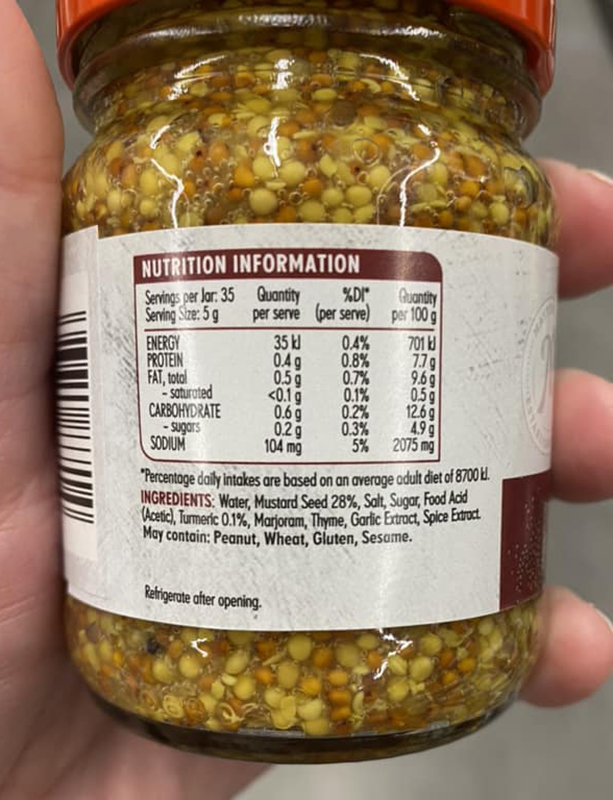 NUTRITION INFORMATION
Servings per Jar: 35 Quantity %DI* Quantity
Serving Size: 5 g per serve (per serve) per 100 g
ENERGY 35 kJ 0.4% 701 kJ
PROTEIN 0.4 g 0.8% 7.7 g
FAT, total 0.5 g 0.7% 9.6 g
- saturated <0.1 g 0.1% 0.5 g
CARBOHYDRATE 0.6 g 0.2% 12.6 g
- sugars 0.2 g 0.3% 4.9 g
SODIUM 104 mg 5% 2075 mg
*Percentage daily intakes are based on an average adult diet of 8700 kJ.
INGREDIENTS: Water, Mustard Seed 28%, Salt, Sugar, Food Acid
(Acetic), Turmeric 0.1%, Marjoram, Thyme, Garlic Extract, Spice Extract.
May contain: Peanut, Wheat, Gluten, Sesame.
Refrigerate after opening.